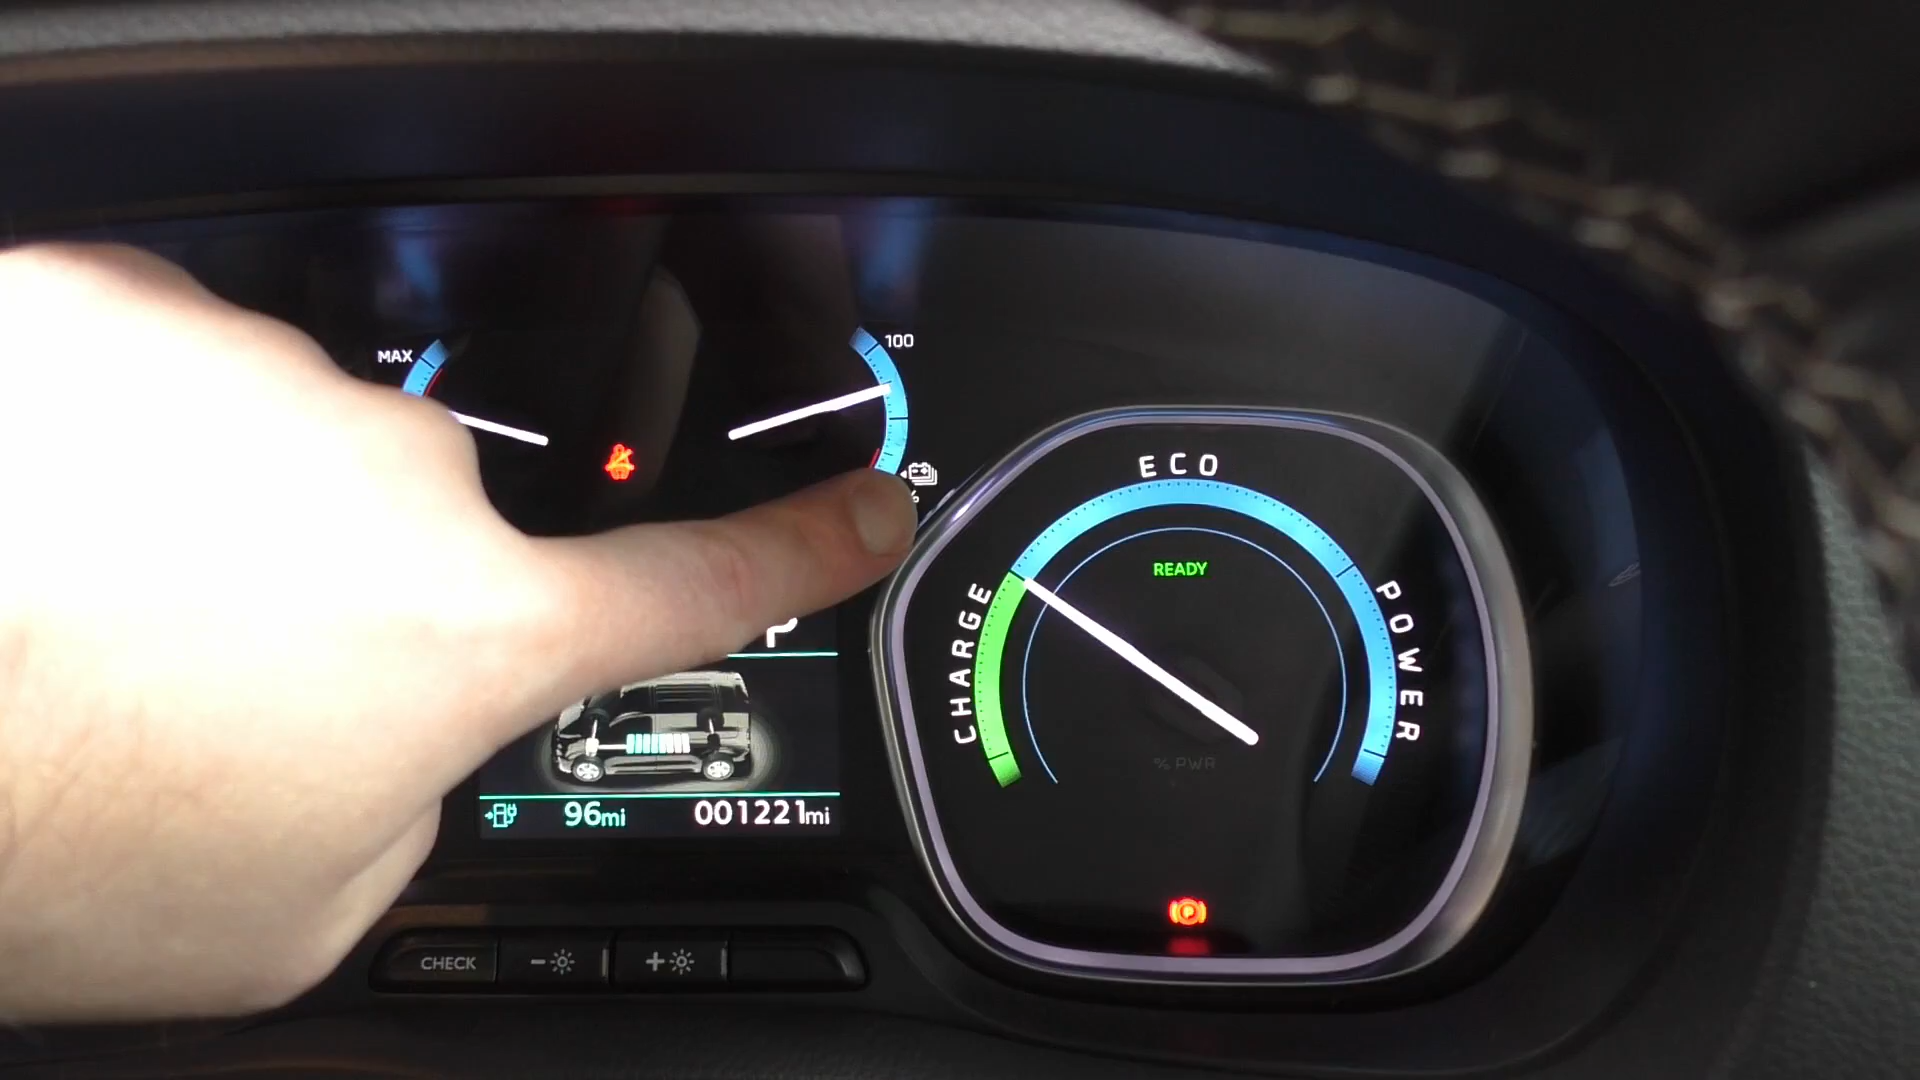 MAX
100
%
ECO
READY
CHARGE
POWER
P
% PWR
96mi
001221mi
P
CHECK
-
+